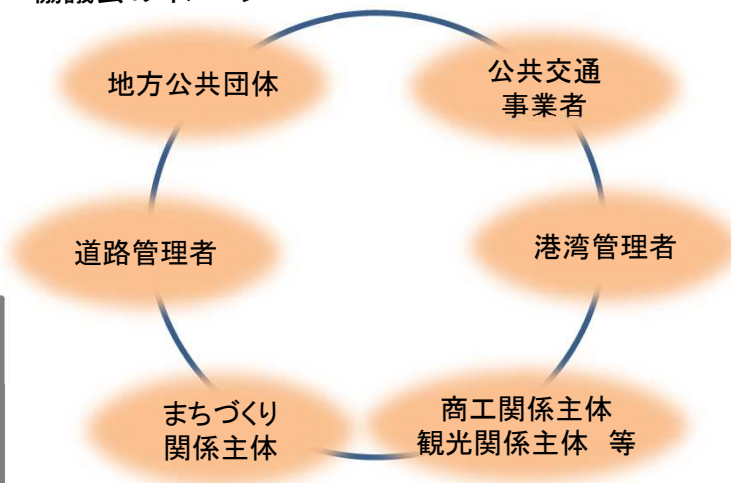 地方公共団体
公共交通
事業者
道路管理者
港湾管理者
まちづくり
関係主体
商工関係主体
観光関係主体 等